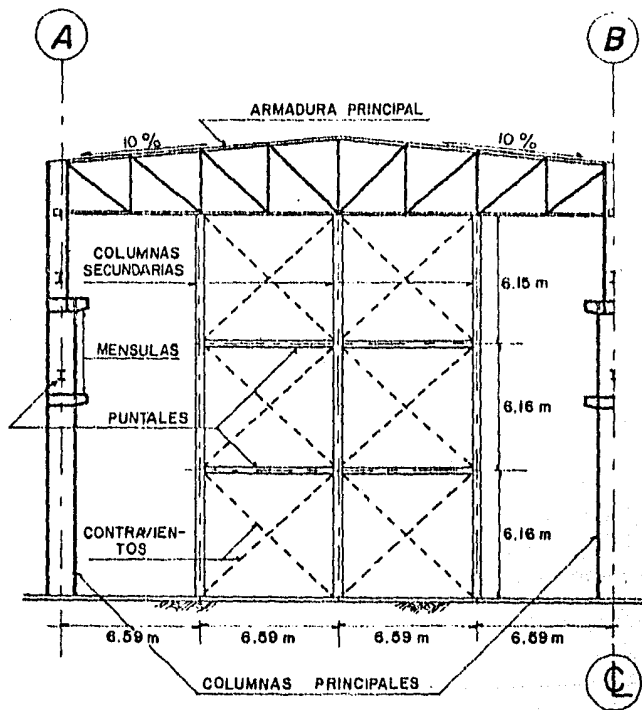 A
B
ARMADURA PRINCIPAL
10 %
10 %
COLUMNAS
SECUNDARIAS
6.15 m
MENSULAS
6.16 m
PUNTALES
CONTRAVIEN-
TOS
6.16 m
6.59 m
6.59 m
6.59 m
6.59 m
COLUMNAS PRINCIPALES
℄